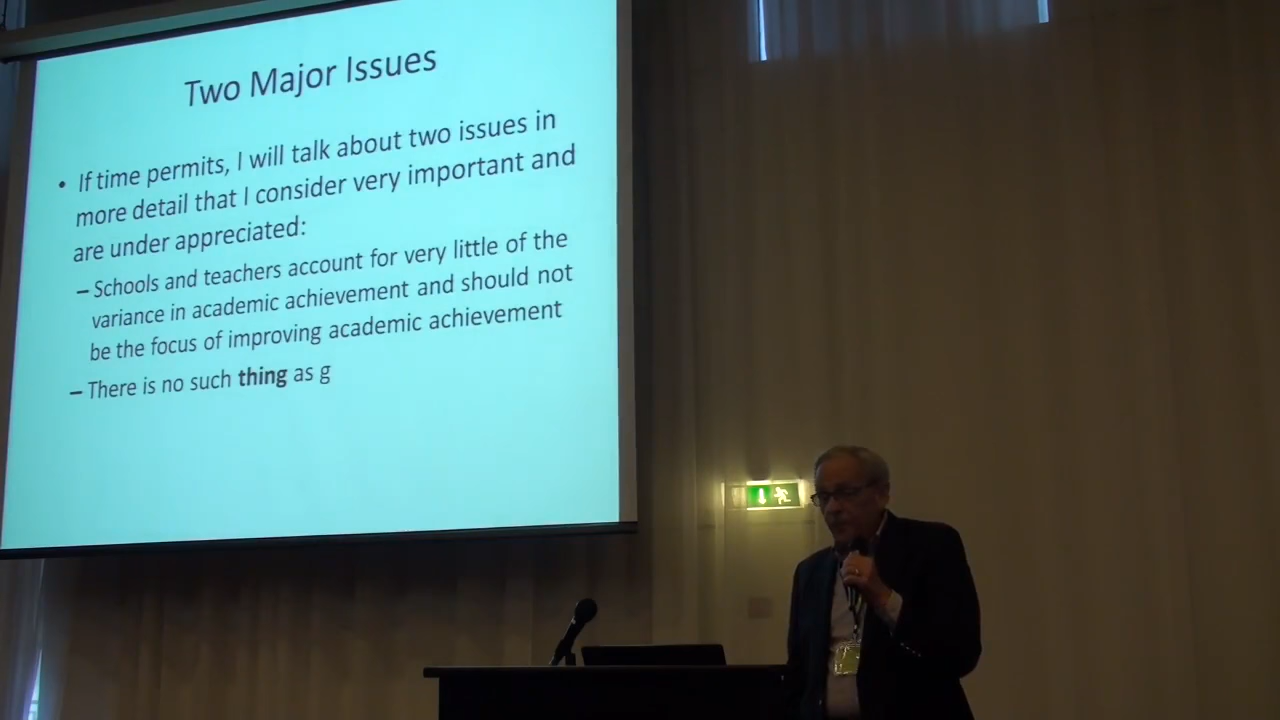 Two Major Issues
• If time permits, I will talk about two issues in
more detail that I consider very important and
are under appreciated:
– Schools and teachers account for very little of the
variance in academic achievement and should not
be the focus of improving academic achievement
– There is no such thing as g